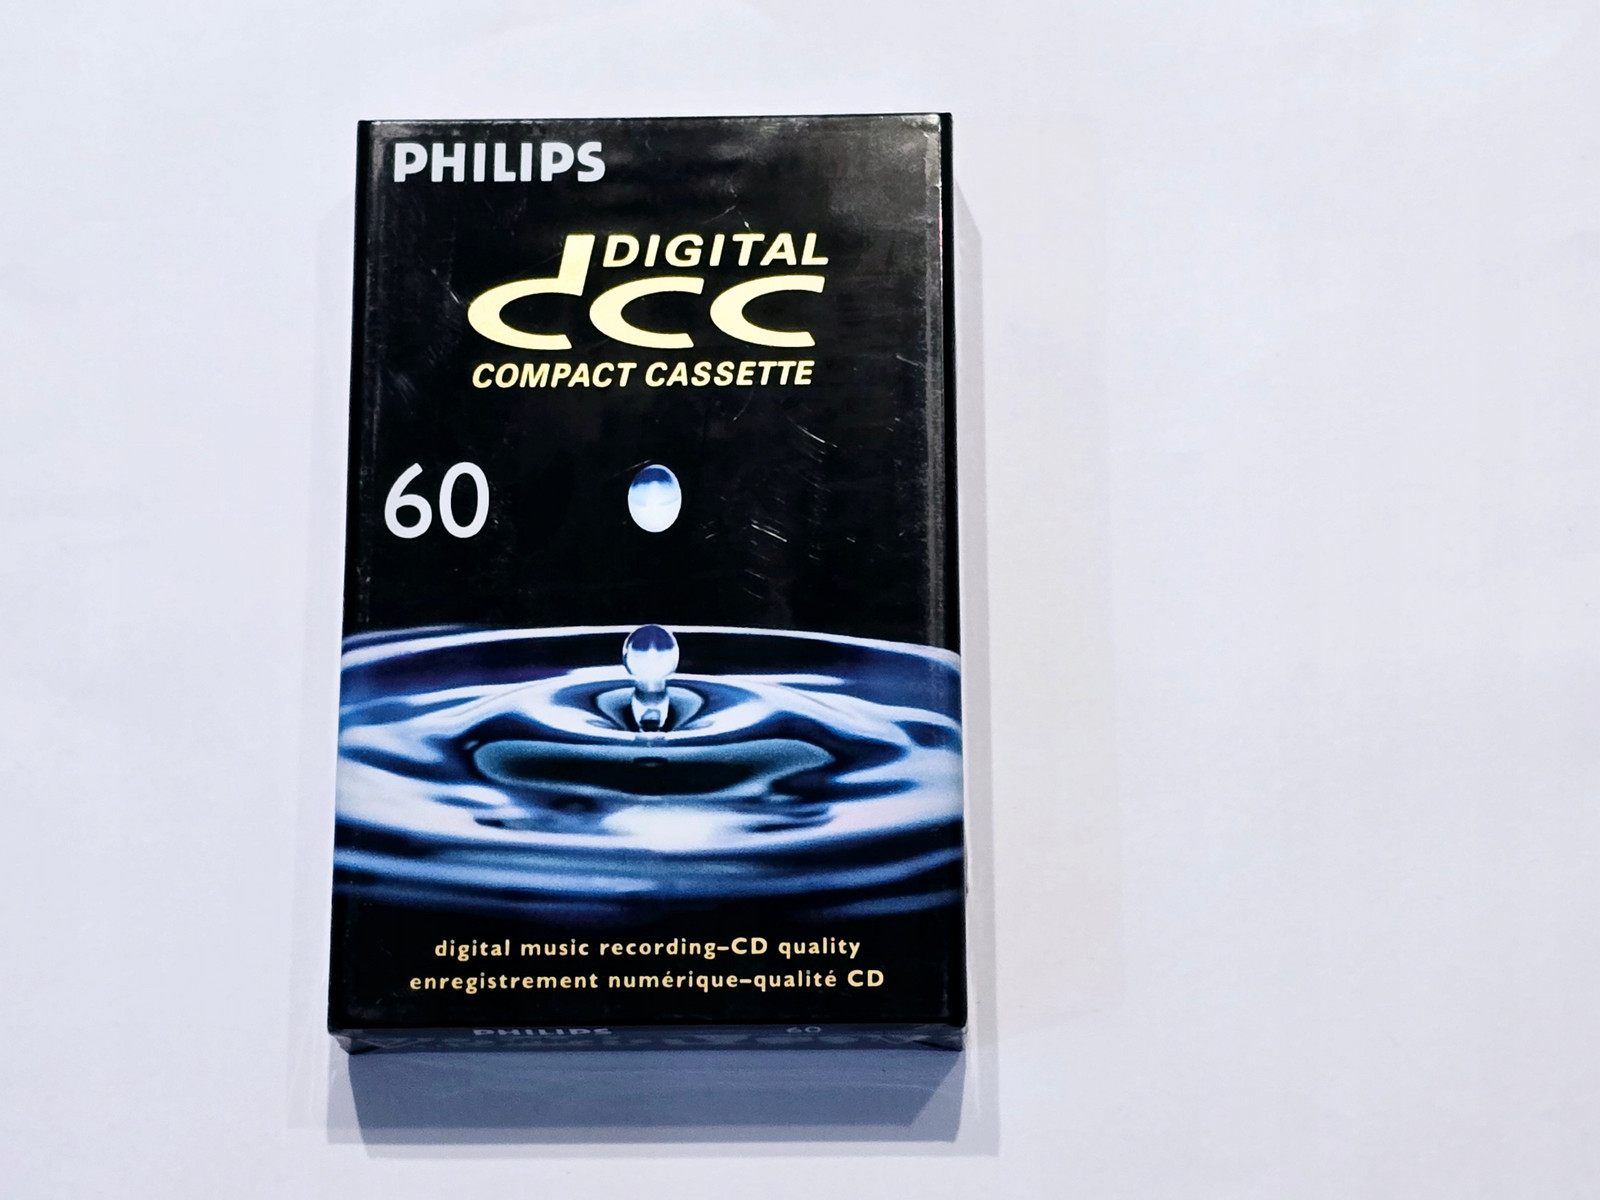 PHILIPS
DIGITAL
dcc
COMPACT CASSETTE
60
digital music recording–CD quality
enregistrement numérique–qualité CD
PHILIPS 60